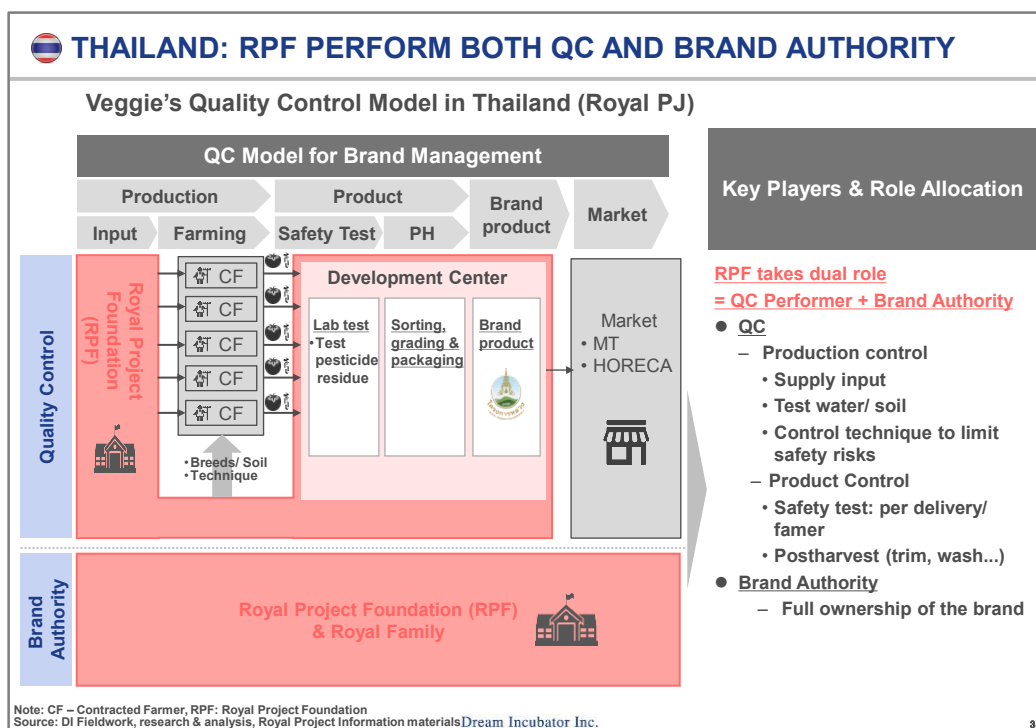 THAILAND: RPF PERFORM BOTH QC AND BRAND AUTHORITY
Veggie's Quality Control Model in Thailand (Royal PJ)
QC Model for Brand Management
Production
Product
Brand
product
Market
Input
Farming
Safety Test
PH
Key Players & Role Allocation
Quality Control
Royal Project
Foundation
(RPF)
CF
CF
CF
CF
CF
•Breeds/ Soil
•Technique
Development Center
Lab test
•Test
pesticide
residue
Sorting,
grading &
packaging
Brand
product
Market
• MT
• HORECA
Brand
Authority
Royal Project Foundation (RPF)
& Royal Family
RPF takes dual role
= QC Performer + Brand Authority
● QC
– Production control
• Supply input
• Test water/ soil
• Control technique to limit
safety risks
– Product Control
• Safety test: per delivery/
famer
• Postharvest (trim, wash...)
● Brand Authority
– Full ownership of the brand
Note: CF – Contracted Farmer, RPF: Royal Project Foundation
Source: DI Fieldwork, research & analysis, Royal Project Information materials
Dream Incubator Inc.
3